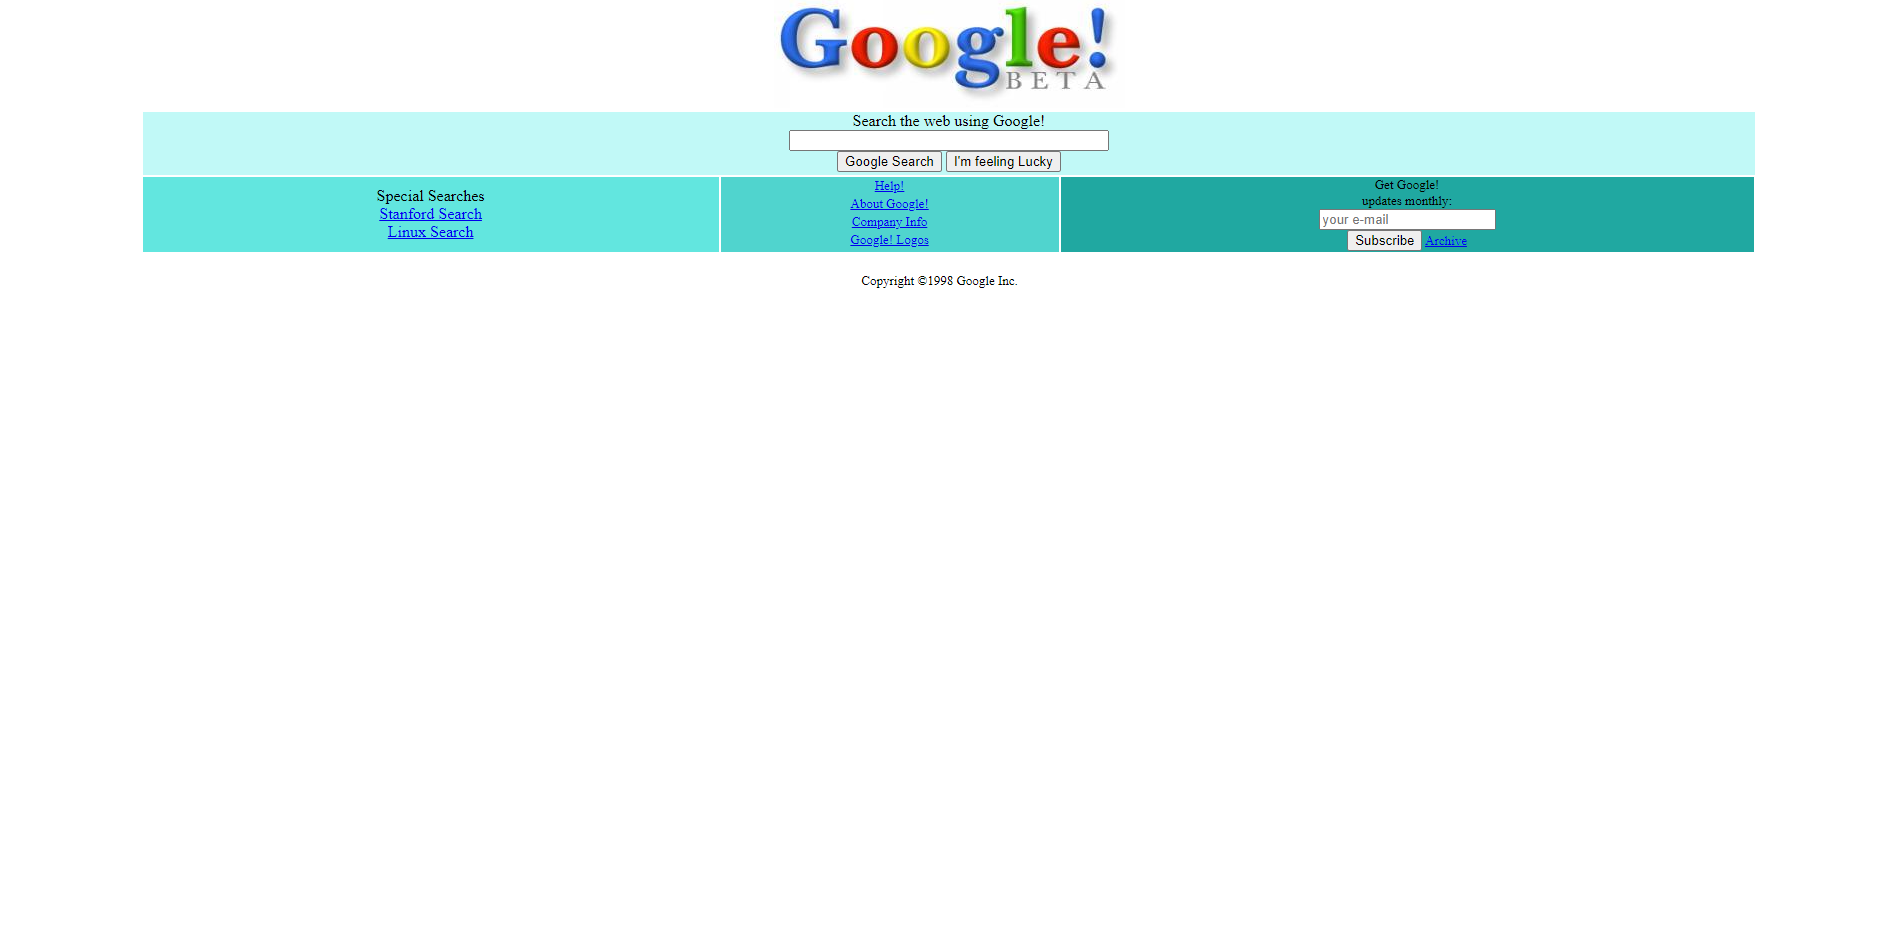 Google!
BETA
Search the web using Google!
Google Search I'm feeling Lucky
Special Searches
Stanford Search
Linux Search
Help!
About Google!
Company Info
Google! Logos
Get Google!
updates monthly:
your e-mail
Subscribe Archive
Copyright ©1998 Google Inc.